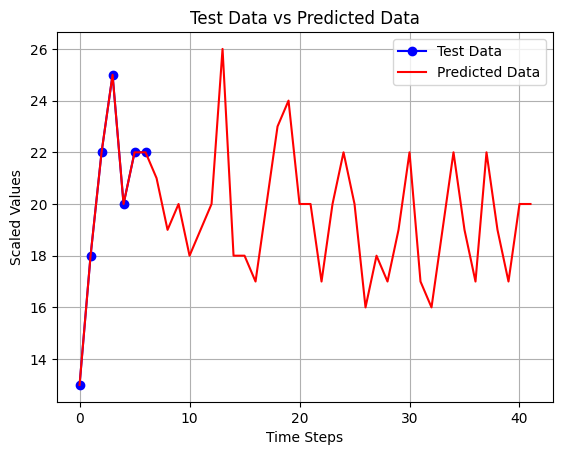 Test Data vs Predicted Data
Test Data
Predicted Data
Scaled Values
26
24
22
20
18
16
14
0 10 20 30 40
Time Steps